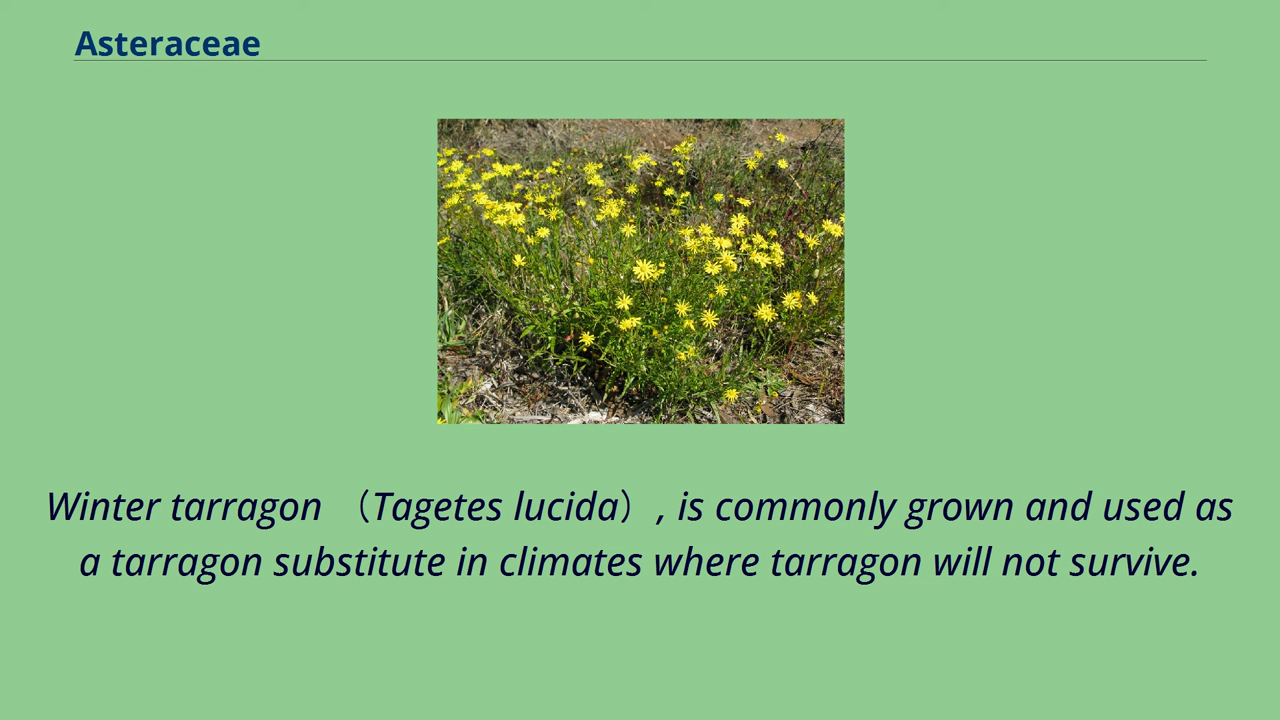 Asteraceae
Winter tarragon （Tagetes lucida）, is commonly grown and used as
a tarragon substitute in climates where tarragon will not survive.